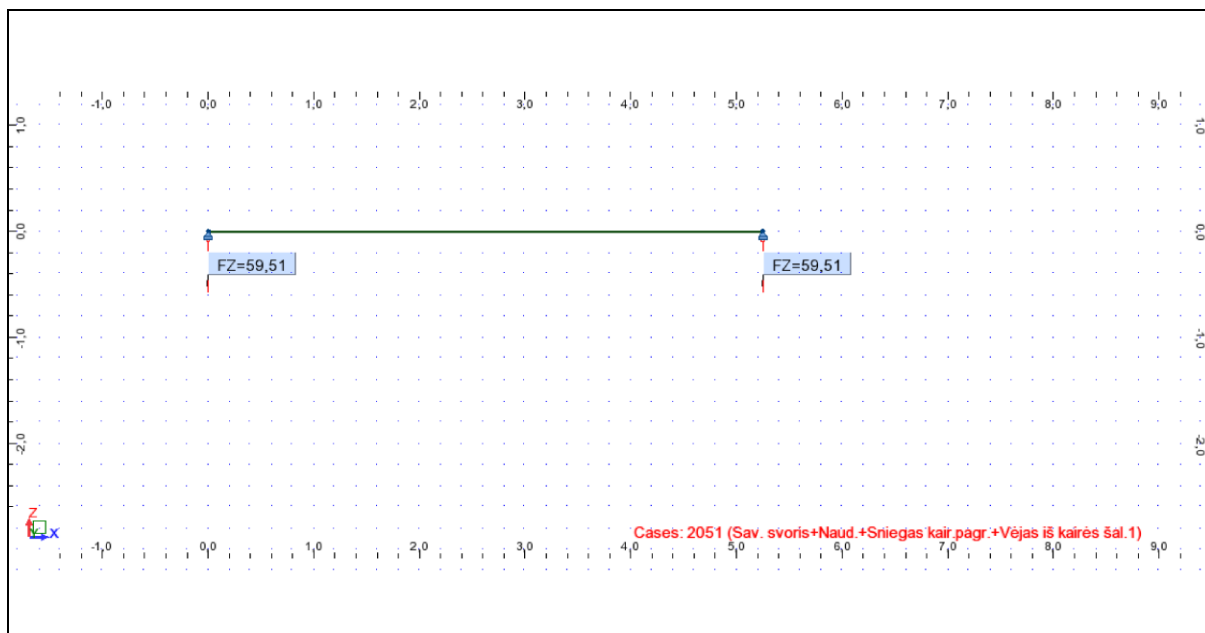 -1,0 0,0 1,0 2,0 3,0 4,0 5,0 6,0 7,0 8,0 9,0
1,0 1,0
0,0 0,0
FZ=59,51 FZ=59,51
-1,0 -1,0
-2,0 -2,0
Z
X
Cases: 2051 (Sav. svoris+Naud.+Sniegas kair.pagr.+Vėjas iš kairės šal.1)
-1,0 0,0 1,0 2,0 3,0 4,0 5,0 6,0 7,0 8,0 9,0